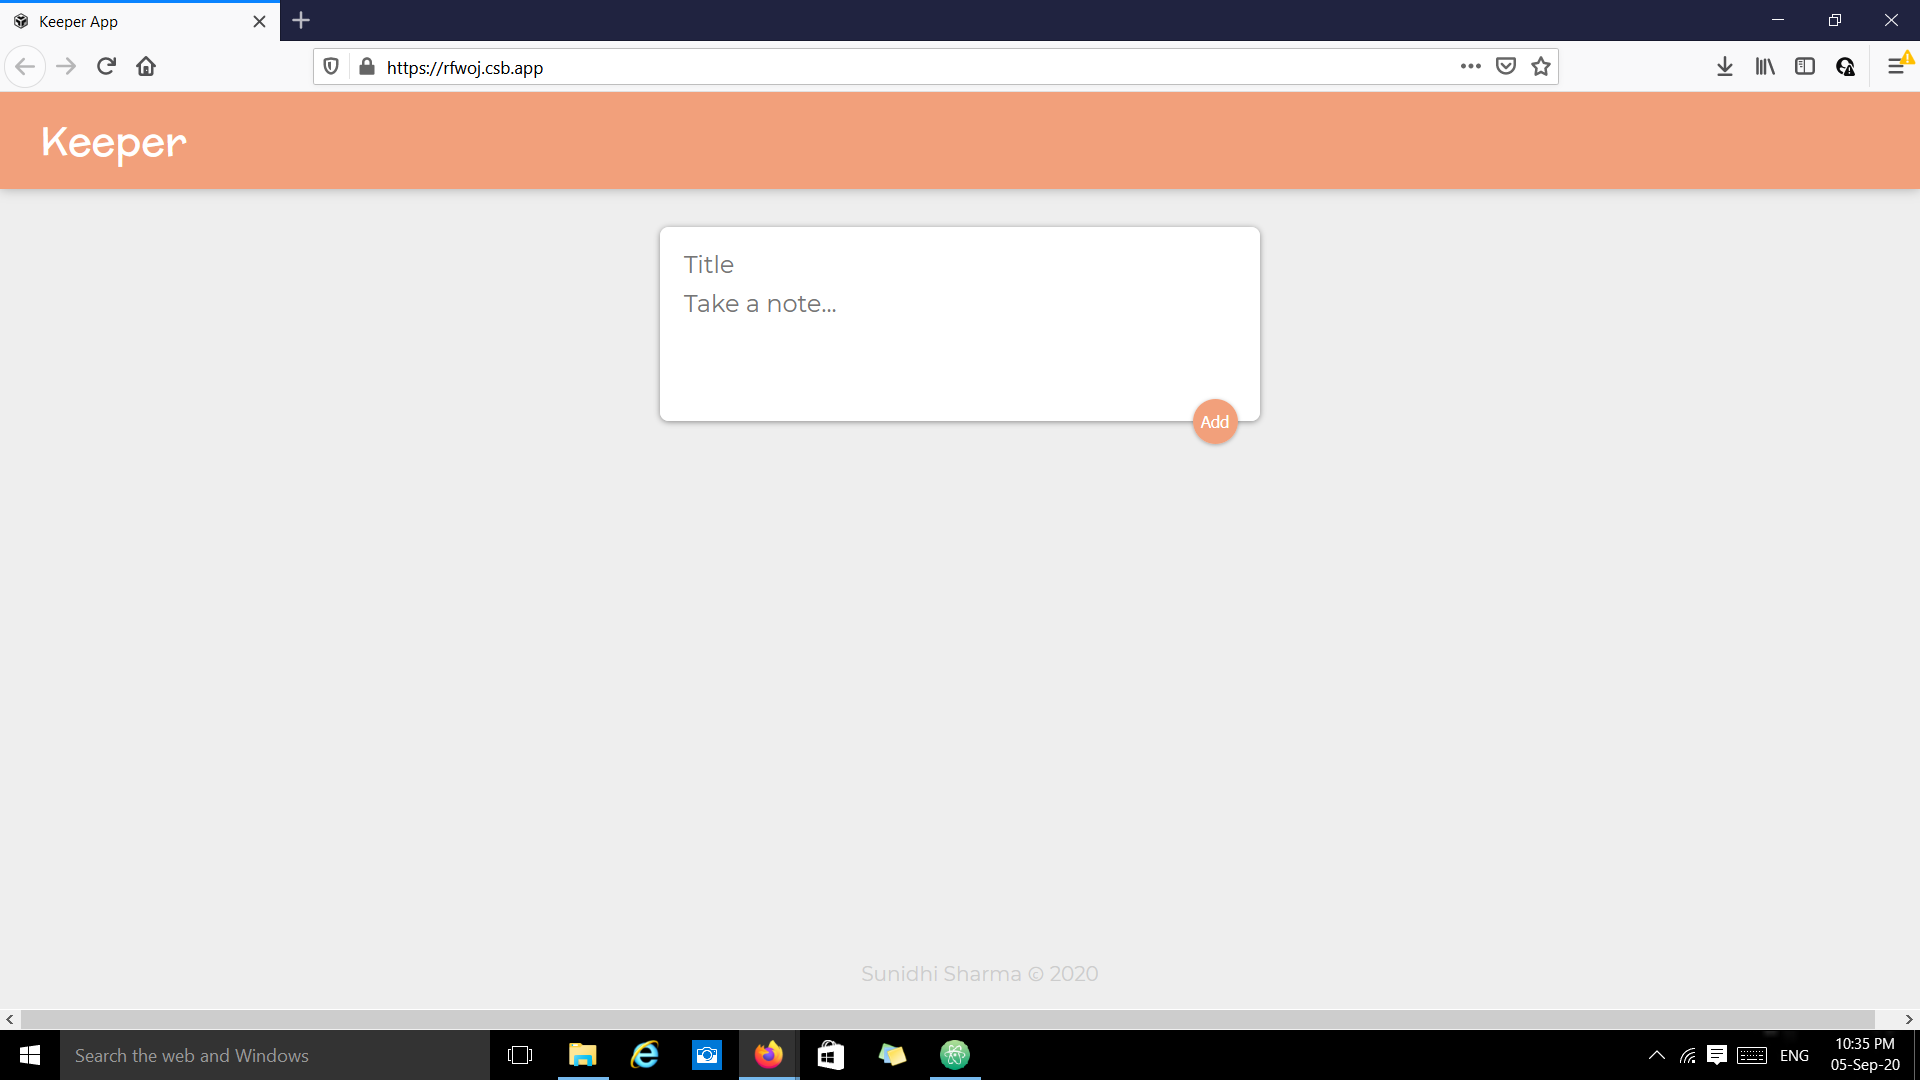 Keeper App
https://rfwoj.csb.app
Keeper
Title
Take a note...
Add
Sunidhi Sharma © 2020
Search the web and Windows
ENG
10:35 PM
05-Sep-20